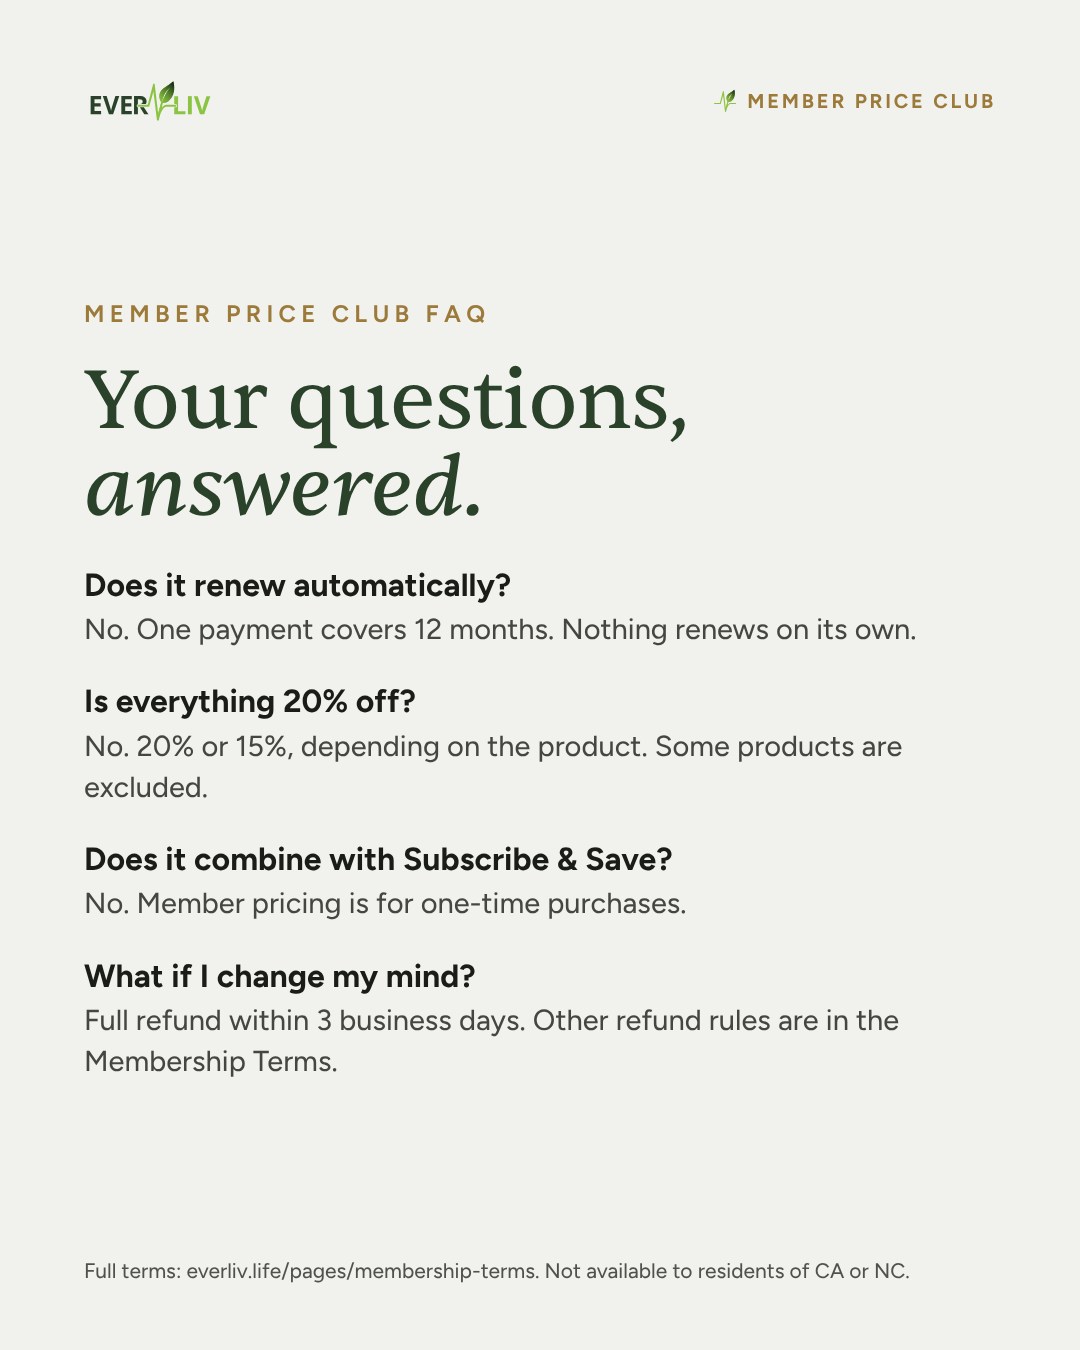 EVERLIV
MEMBER PRICE CLUB
MEMBER PRICE CLUB FAQ
Your questions,
answered.
Does it renew automatically?
No. One payment covers 12 months. Nothing renews on its own.
Is everything 20% off?
No. 20% or 15%, depending on the product. Some products are
excluded.
Does it combine with Subscribe & Save?
No. Member pricing is for one-time purchases.
What if I change my mind?
Full refund within 3 business days. Other refund rules are in the
Membership Terms.
Full terms: everliv.life/pages/membership-terms. Not available to residents of CA or NC.